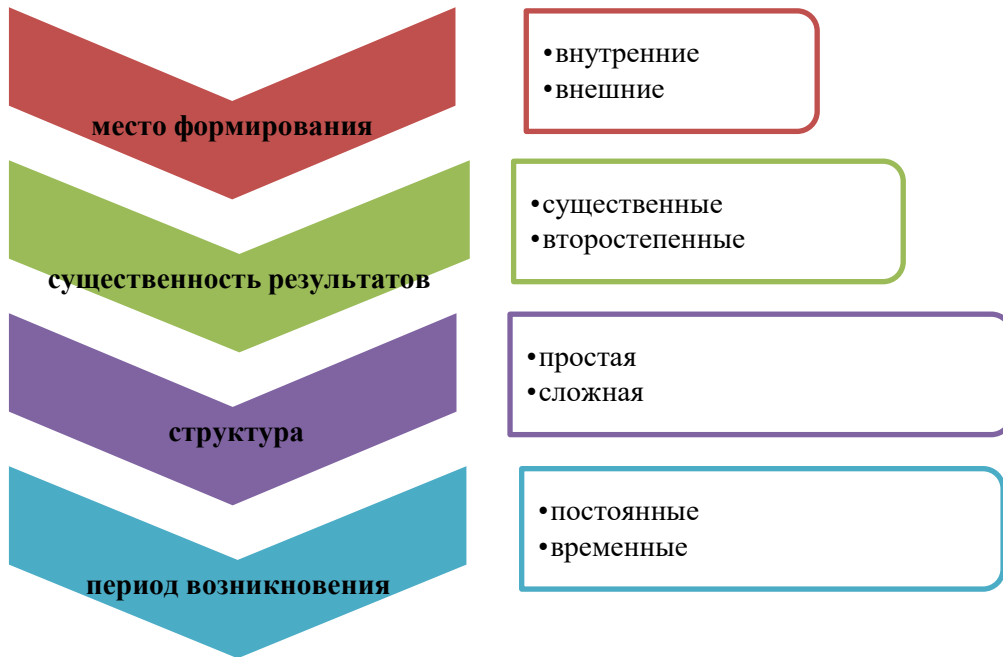 место формирования
•внутренние
•внешние
существенность результатов
•существенные
•второстепенные
структура
•простая
•сложная
период возникновения
•постоянные
•временные